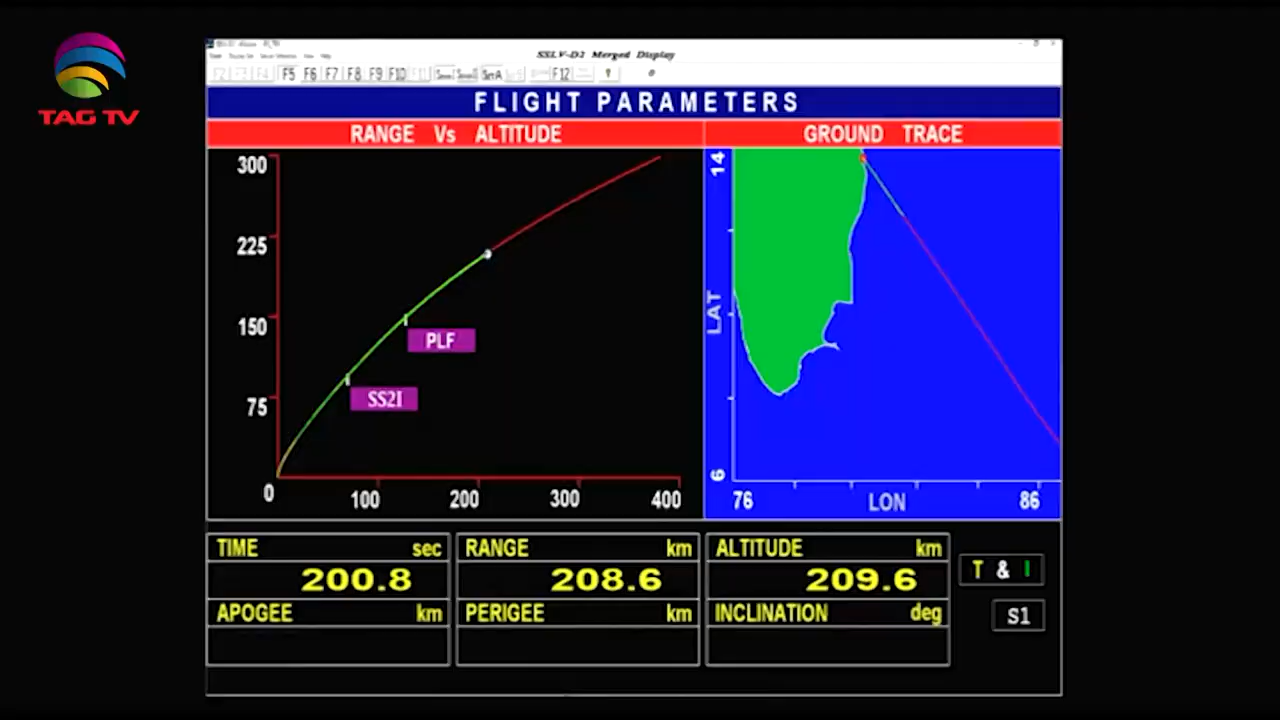 TAG TV
SSLV-D2 Merged Display
F5 F6 F7 F8 F9 F10 F12
FLIGHT PARAMETERS
RANGE Vs ALTITUDE
GROUND TRACE
300
225
150
75
0
100
200
300
400
PLF
SS2I
14
LAT
6
76
LON
86
TIME sec
200.8
RANGE km
208.6
ALTITUDE km
209.6
APOGEE km
PERIGEE km
INCLINATION deg
T & I
S1